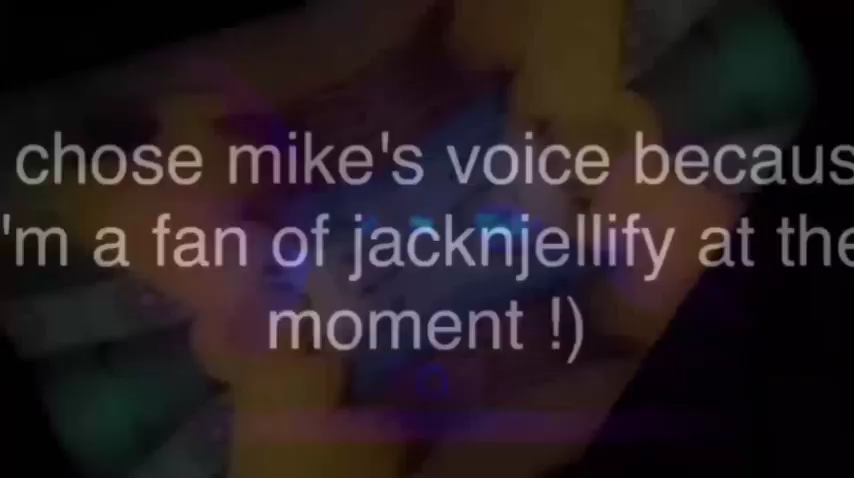 chose mike's voice becaus
'm a fan of jacknjellify at the
moment !)